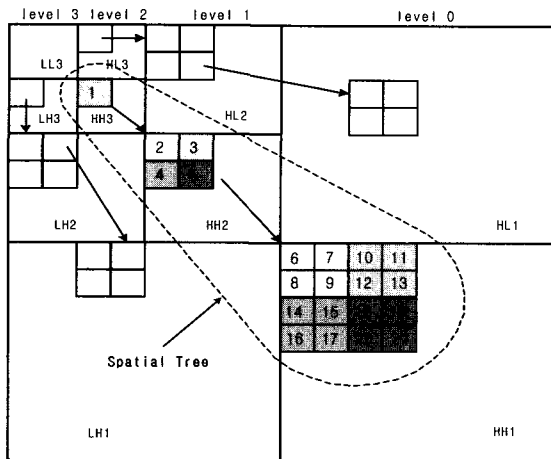 level 3 level 2 level 1 level 0
LL3 HL3
1
LH3 HH3 HL2
2 3
4
LH2 HH2 HL1
6 7 10 11
8 9 12 13
14 15
16 17
Spatial Tree
LH1 HH1